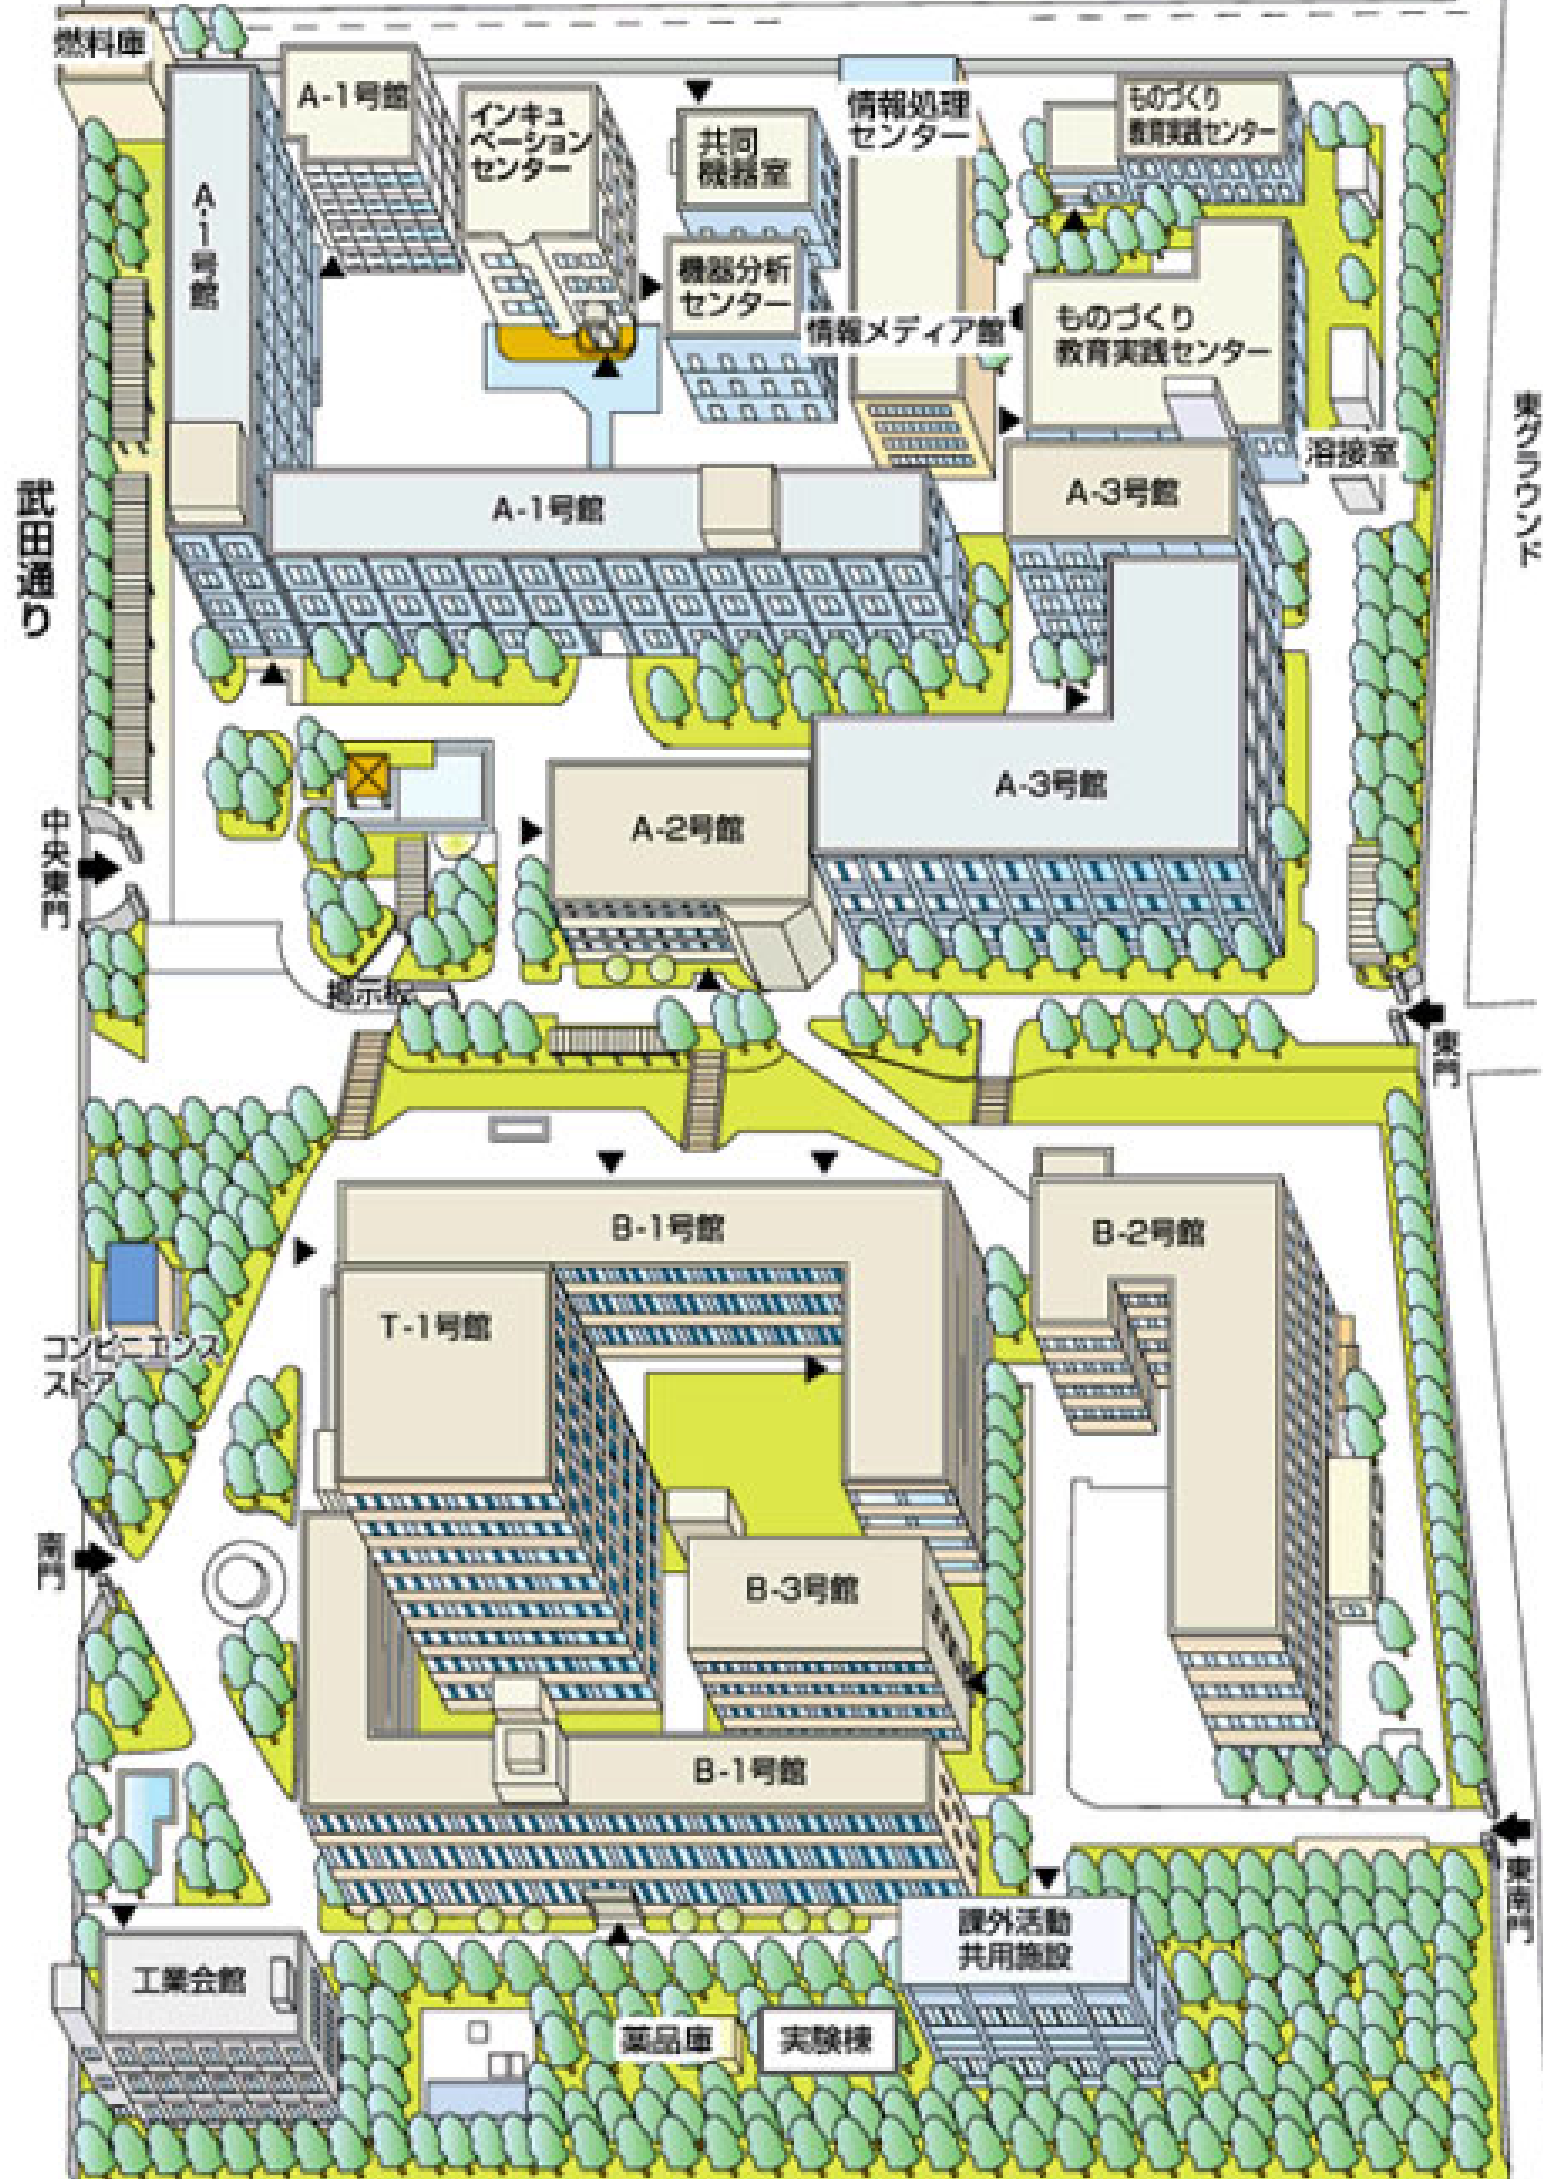 燃料庫
A-1号館
インキュ
ベーション
センター
共同
機器室
情報処理
センター
ものづくり
教育実践センター
A-1号館
機器分析
センター
情報メディア館
ものづくり
教育実践センター
東グラウンド
溶接室
武田通り
A-1号館
A-3号館
A-3号館
A-2号館
中央東門
掲示板
東門
B-1号館
B-2号館
T-1号館
コンビニエンス
ストア
南門
B-3号館
B-1号館
東南門
課外活動
共用施設
工業会館
薬品庫
実験棟